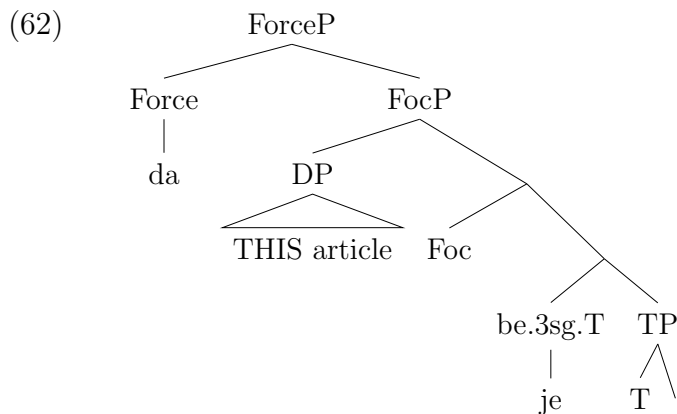 (62) ForceP
Force FocP
da DP
THIS article Foc
be.3sg.T TP
je T